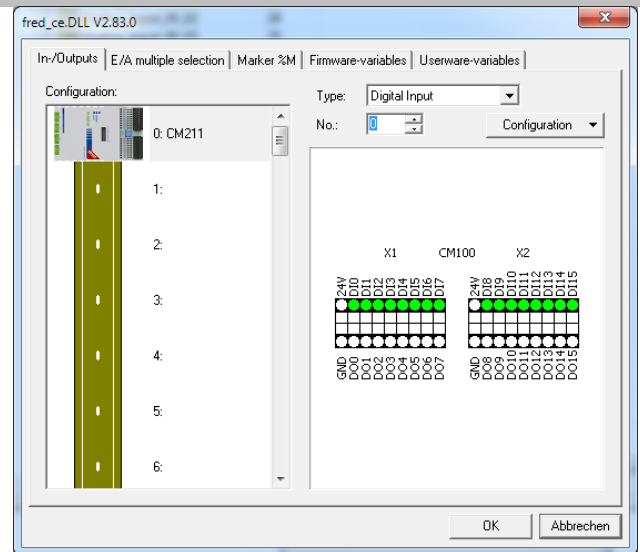 fred_ce.DLL V2.83.0
In-/Outputs E/A multiple selection Marker %M Firmware-variables Userware-variables
Configuration:
0: CM211
1:
2:
3:
4:
5:
6:
Type: Digital Input
No.: 0 Configuration
X1 CM100 X2
24V DI0 DI1 DI2 DI3 DI4 DI5 DI6 DI7 24V DI8 DI9 DI10 DI11 DI12 DI13 DI14 DI15
GND DO0 DO1 DO2 DO3 DO4 DO5 DO6 DO7 GND DO8 DO9 DO10 DO11 DO12 DO13 DO14 DO15
OK Abbrechen